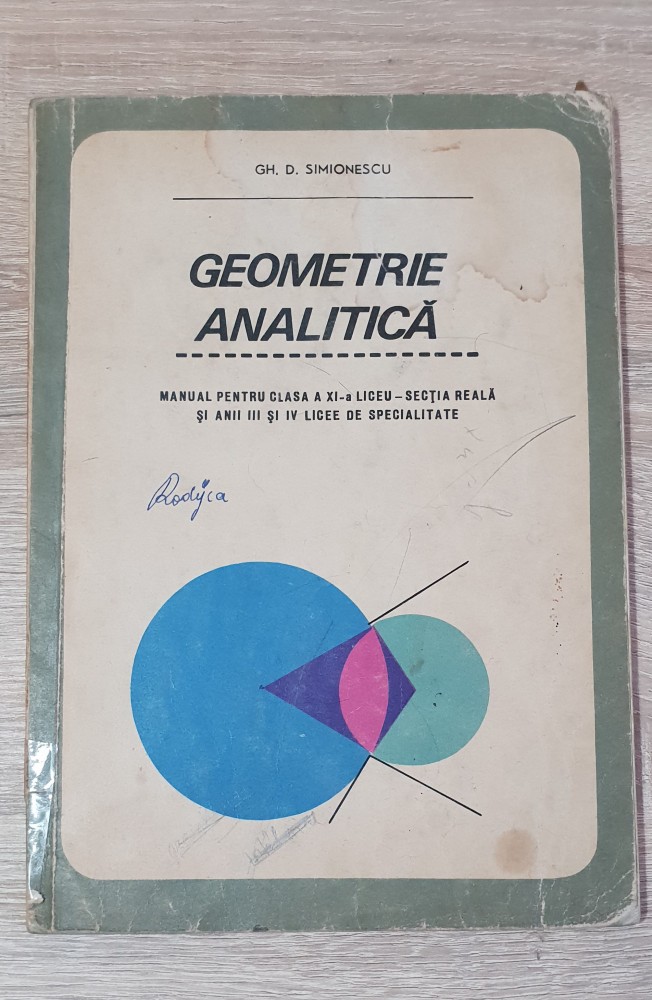 GH. D. SIMIONESCU
GEOMETRIE
ANALITICĂ
MANUAL PENTRU CLASA A XI-a LICEU – SECŢIA REALĂ
ŞI ANII III ŞI IV LICEE DE SPECIALITATE